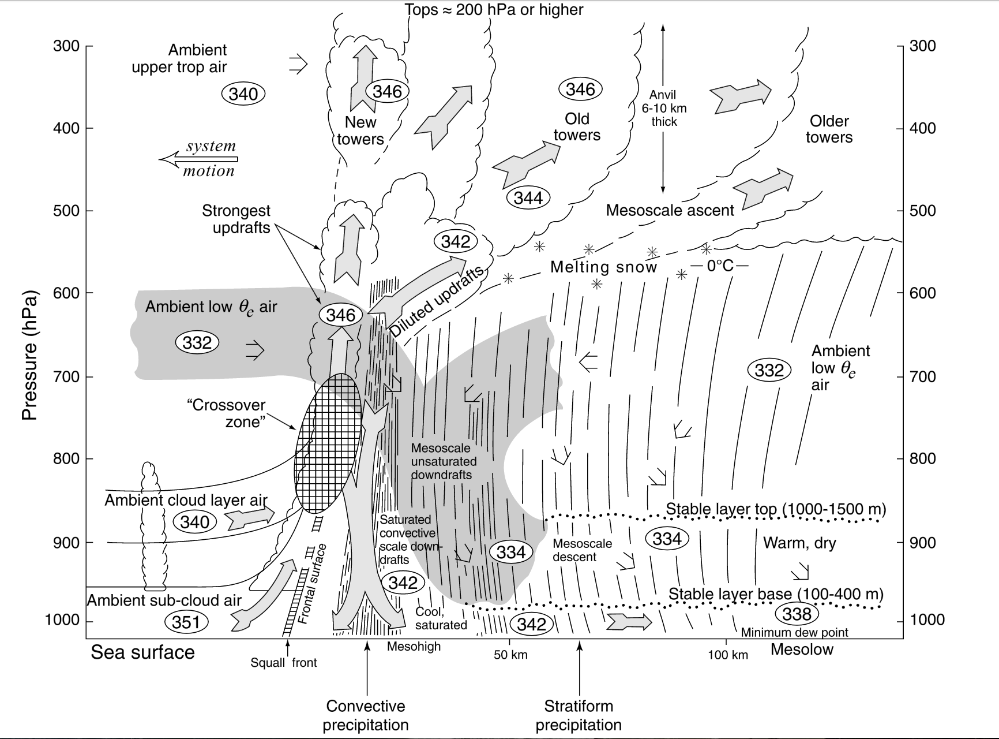 Tops ≈ 200 hPa or higher
300
Ambient
upper trop air
340
346
New
towers
346
Old
towers
Anvil
6-10 km
thick
Older
towers
300
400
400
system
motion
344
500
Strongest
updrafts
Mesoscale ascent
500
342
Melting snow
0°C
600
Ambient low θe air
346
Diluted updrafts
600
332
Ambient
low θe
air
332
Pressure (hPa)
700
700
“Crossover
zone”
800
Mesoscale
unsaturated
downdrafts
800
Ambient cloud layer air
340
Saturated
convective
scale down-
drafts
Stable layer top (1000-1500 m)
900
334
Mesoscale
descent
334
Warm, dry
900
Frontal surface
342
Ambient sub-cloud air
351
Cool,
saturated
Stable layer base (100-400 m)
1000
342
338
1000
Minimum dew point
Sea surface
Squall front
Mesohigh
50 km
100 km
Mesolow
Convective
precipitation
Stratiform
precipitation